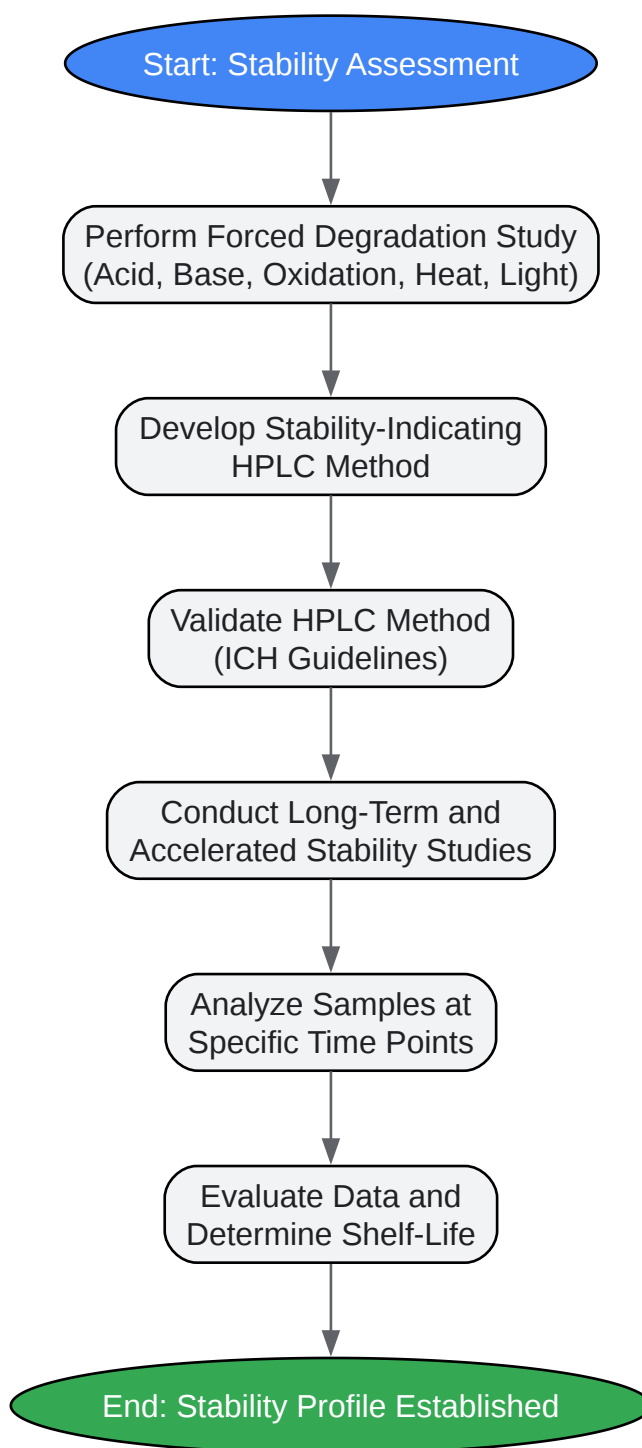 Start: Stability Assessment
Perform Forced Degradation Study
(Acid, Base, Oxidation, Heat, Light)
Develop Stability-Indicating
HPLC Method
Validate HPLC Method
(ICH Guidelines)
Conduct Long-Term and
Accelerated Stability Studies
Analyze Samples at
Specific Time Points
Evaluate Data and
Determine Shelf-Life
End: Stability Profile Established